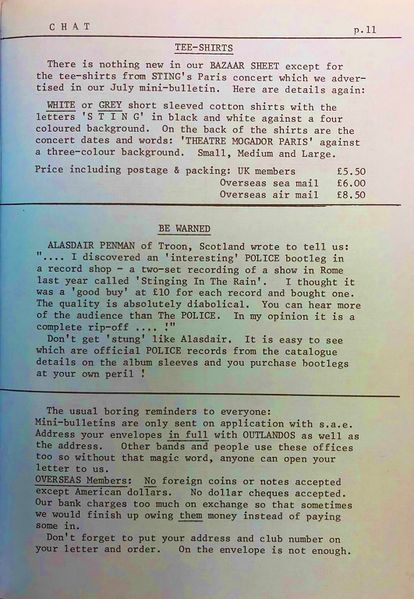 C H A T
p.11
TEE-SHIRTS
There is nothing new in our BAZAAR SHEET except for
the tee-shirts from STING's Paris concert which we adver-
tised in our July mini-bulletin. Here are details again:
WHITE or GREY short sleeved cotton shirts with the
letters 'S T I N G' in black and white against a four
coloured background. On the back of the shirts are the
concert dates and words: 'THEATRE MOGADOR PARIS' against
a three-colour background. Small, Medium and Large.
Price including postage & packing: UK members £5.50
Overseas sea mail £6.00
Overseas air mail £8.50
BE WARNED
ALASDAIR PENMAN of Troon, Scotland wrote to tell us:
".... I discovered an 'interesting' POLICE bootleg in
a record shop - a two-set recording of a show in Rome
last year called 'Stinging In The Rain'. I thought it
was a 'good buy' at £10 for each record and bought one.
The quality is absolutely diabolical. You can hear more
of the audience than The POLICE. In my opinion it is a
complete rip-off .... !"
Don't get 'stung' like Alasdair. It is easy to see
which are official POLICE records from the catalogue
details on the album sleeves and you purchase bootlegs
at your own peril !
The usual boring reminders to everyone:
Mini-bulletins are only sent on application with s.a.e.
Address your envelopes in full with OUTLANDOS as well as
the address. Other bands and people use these offices
too so without that magic word, anyone can open your
letter to us.
OVERSEAS Members: No foreign coins or notes accepted
except American dollars. No dollar cheques accepted.
Our bank charges too much on exchange so that sometimes
we would finish up owing them money instead of paying
some in.
Don't forget to put your address and club number on
your letter and order. On the envelope is not enough.